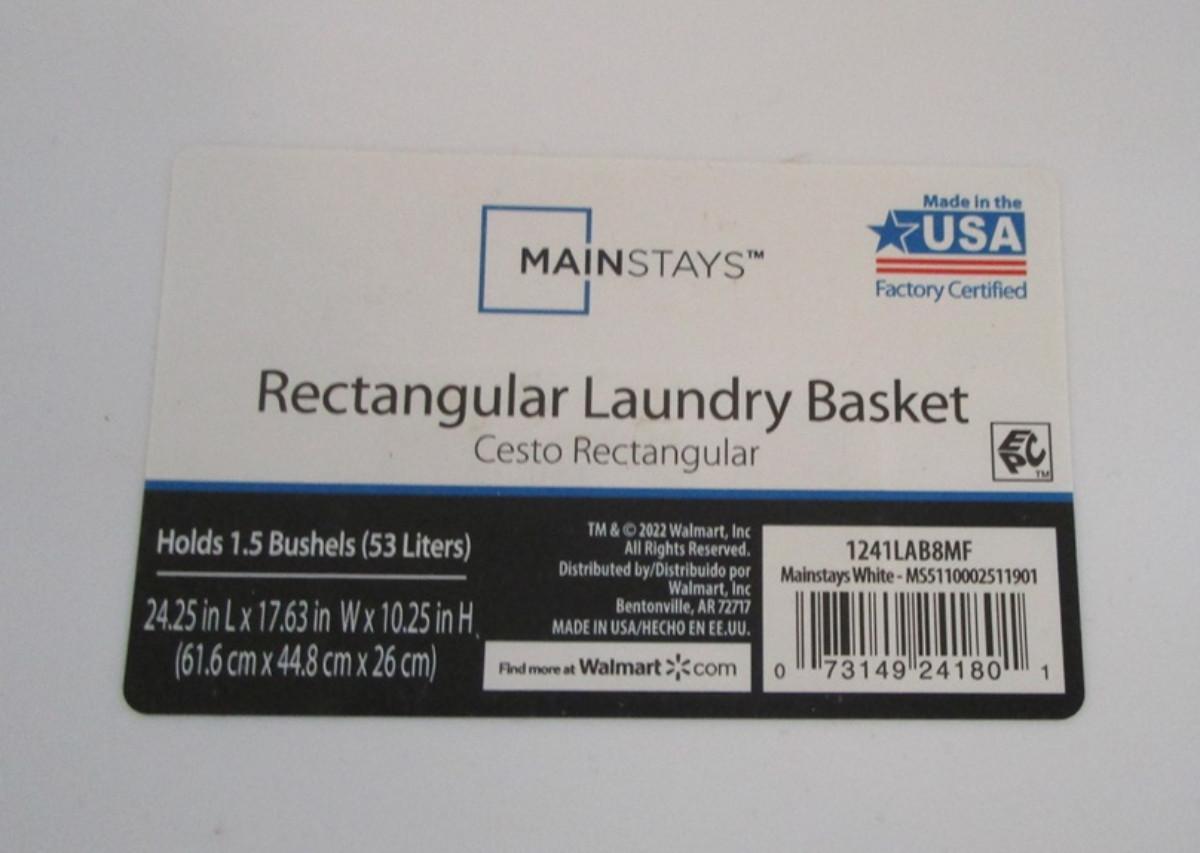 MAINSTAYS™
Made in the
USA
Factory Certified
Rectangular Laundry Basket
Cesto Rectangular
EPC™
Holds 1.5 Bushels (53 Liters)
24.25 in L x 17.63 in W x 10.25 in H
(61.6 cm x 44.8 cm x 26 cm)
TM & © 2022 Walmart, Inc
All Rights Reserved.
Distributed by/Distribuido por
Walmart, Inc
Bentonville, AR 72717
MADE IN USA/HECHO EN EE.UU.
Find more at Walmart.com
1241LAB8MF
Mainstays White - MS5110002511901
0 73149 24180 1